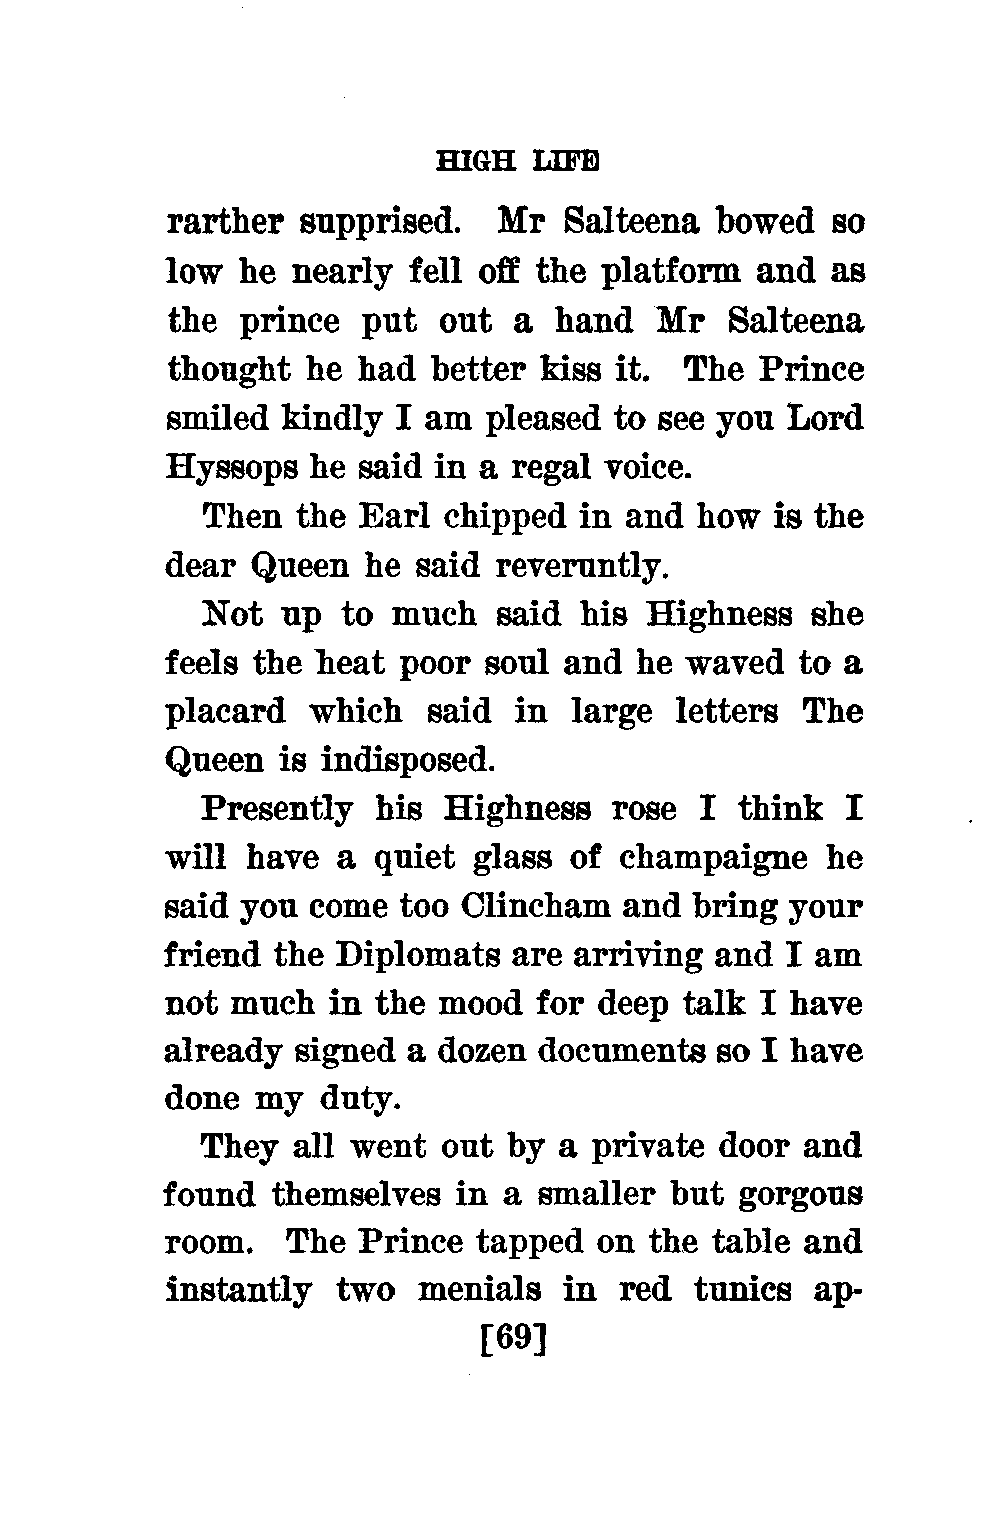 HIGH LIFE
rarther supprised. Mr Salteena bowed so
low he nearly fell off the platform and as
the prince put out a hand Mr Salteena
thought he had better kiss it. The Prince
smiled kindly I am pleased to see you Lord
Hyssops he said in a regal voice.
Then the Earl chipped in and how is the
dear Queen he said reveruntly.
Not up to much said his Highness she
feels the heat poor soul and he waved to a
placard which said in large letters The
Queen is indisposed.
Presently his Highness rose I think I
will have a quiet glass of champaigne he
said you come too Clincham and bring your
friend the Diplomats are arriving and I am
not much in the mood for deep talk I have
already signed a dozen documents so I have
done my duty.
They all went out by a private door and
found themselves in a smaller but gorgous
room. The Prince tapped on the table and
instantly two menials in red tunics ap-
[69]